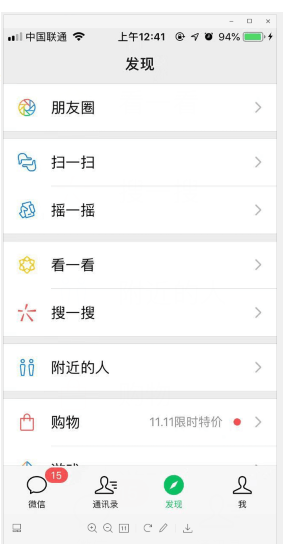 中国联通 上午12:41 94%
发现
朋友圈
扫一扫
摇一摇
看一看
搜一搜
附近的人
购物 11.11限时特价
15
微信 通讯录 发现 我